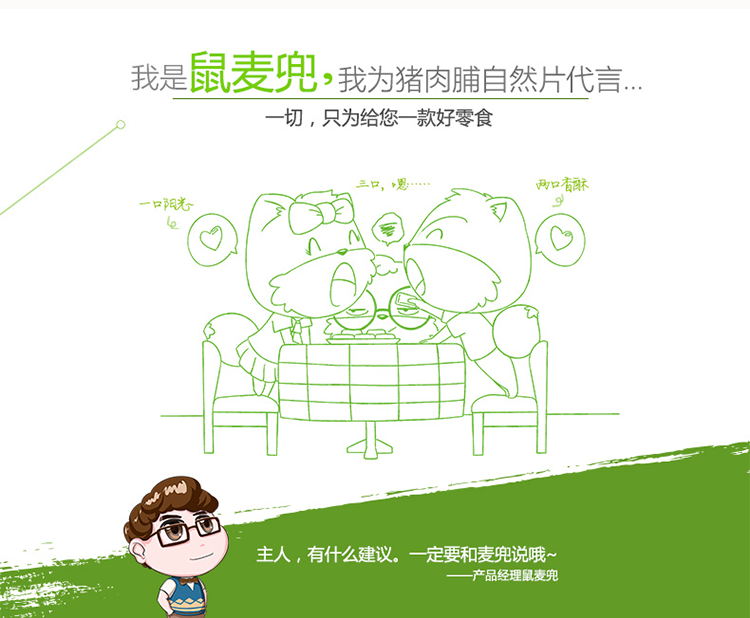 我是鼠麦兜,我为猪肉脯自然片代言...
一切，只为给您一款好零食
三口，嗯……
两口香酥
一口阳光
主人，有什么建议。一定要和麦兜说哦~
——产品经理鼠麦兜